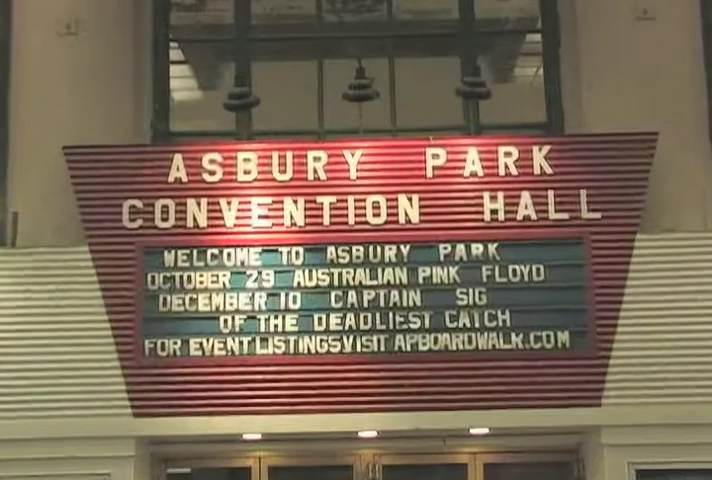 ASBURY PARK
CONVENTION HALL
WELCOME TO ASBURY PARK
OCTOBER 29 AUSTRALIAN PINK FLOYD
DECEMBER 10 CAPTAIN SIG
OF THE DEADLIEST CATCH
FOR EVENT LISTINGS VISIT APBOARDWALK.COM